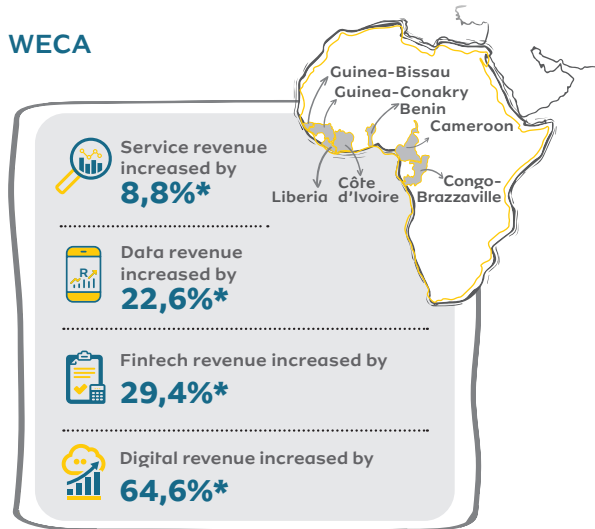 WECA
Guinea-Bissau
Guinea-Conakry
Benin
Cameroon
Liberia
Côte
d'Ivoire
Congo-
Brazzaville
Service revenue
increased by
8,8%*
Data revenue
increased by
R
22,6%*
Fintech revenue increased by
29,4%*
Digital revenue increased by
64,6%*